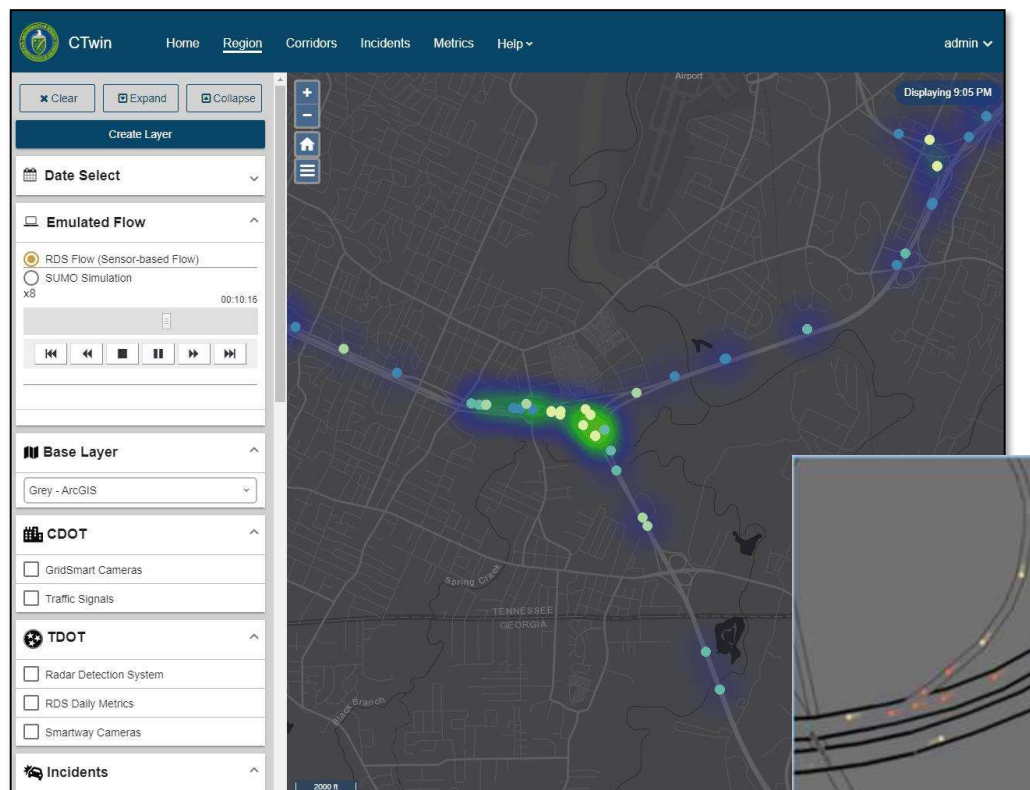 CTwin Home Region Corridors Incidents Metrics Help admin
Clear Expand Collapse
Create Layer
Date Select
Emulated Flow
RDS Flow (Sensor-based Flow)
SUMO Simulation
x8 00:10:16
Base Layer
Grey - ArcGIS
CDOT
GridSmart Cameras
Traffic Signals
TDOT
Radar Detection System
RDS Daily Metrics
Smartway Cameras
Incidents
+
−
Airport
Displaying 9:05 PM
Spring Creek
TENNESSEE
GEORGIA
Black Branch
2000 ft